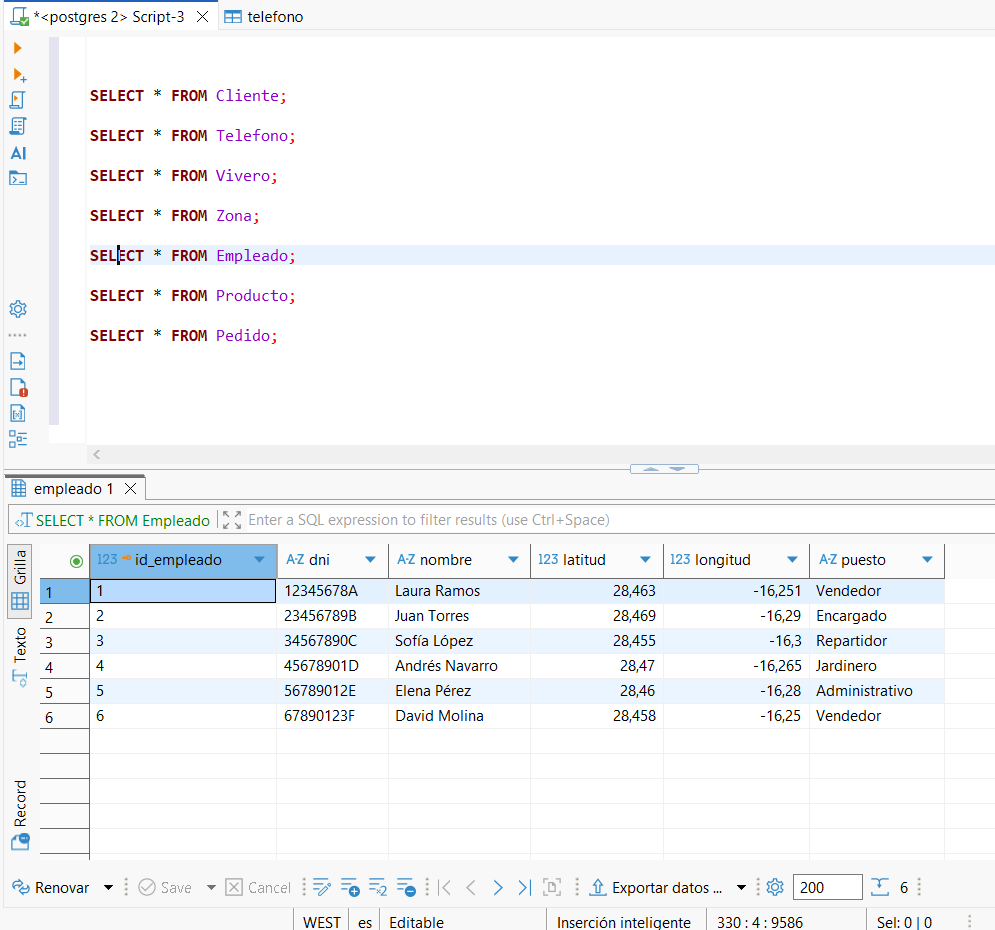 *<postgres 2> Script-3 telefono
SELECT * FROM Cliente;
SELECT * FROM Telefono;
AI
SELECT * FROM Vivero;
SELECT * FROM Zona;
SELECT * FROM Empleado;
SELECT * FROM Producto;
SELECT * FROM Pedido;
empleado 1
SELECT * FROM Empleado Enter a SQL expression to filter results (use Ctrl+Space)
Grilla
Texto
Record
123 id_empleado A-Z dni A-Z nombre 123 latitud 123 longitud A-Z puesto
1 1 12345678A Laura Ramos 28,463 -16,251 Vendedor
2 2 23456789B Juan Torres 28,469 -16,29 Encargado
3 3 34567890C Sofía López 28,455 -16,3 Repartidor
4 4 45678901D Andrés Navarro 28,47 -16,265 Jardinero
5 5 56789012E Elena Pérez 28,46 -16,28 Administrativo
6 6 67890123F David Molina 28,458 -16,25 Vendedor
Renovar Save Cancel Exportar datos ... 200 6
WEST es Editable Inserción inteligente 330 : 4 : 9586 Sel: 0 | 0